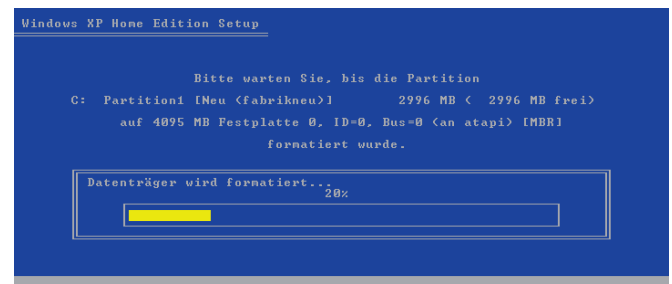 Windows XP Home Edition Setup
Bitte warten Sie, bis die Partition
C: Partition1 [Neu (fabrikneu)] 2996 MB ( 2996 MB frei)
auf 4095 MB Festplatte 0, ID=0, Bus=0 (an atapi) [MBR]
formatiert wurde.
Datenträger wird formatiert...
20%